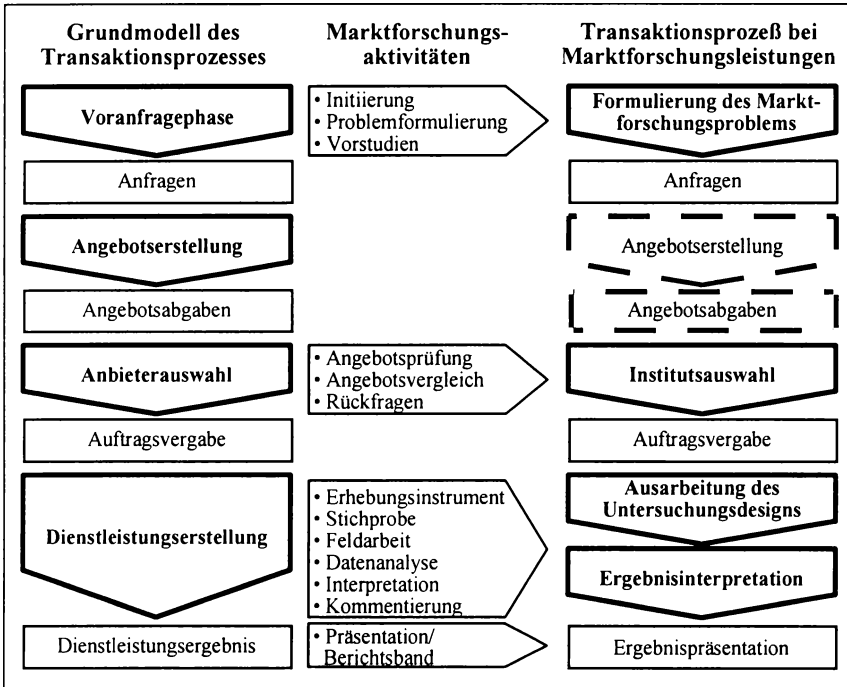 Grundmodell des
Transaktionsprozesses
Marktforschungs-
aktivitäten
Transaktionsprozeß bei
Marktforschungsleistungen
Voranfragephase
• Initiierung
• Problemformulierung
• Vorstudien
Formulierung des Markt-
forschungsproblems
Anfragen
Anfragen
Angebotserstellung
Angebotserstellung
Angebotsabgaben
Angebotsabgaben
Anbieterauswahl
• Angebotsprüfung
• Angebotsvergleich
• Rückfragen
Institutsauswahl
Auftragsvergabe
Auftragsvergabe
Dienstleistungserstellung
• Erhebungsinstrument
• Stichprobe
• Feldarbeit
• Datenanalyse
• Interpretation
• Kommentierung
Ausarbeitung des
Untersuchungsdesigns
Ergebnisinterpretation
Dienstleistungsergebnis
• Präsentation/
Berichtsband
Ergebnispräsentation